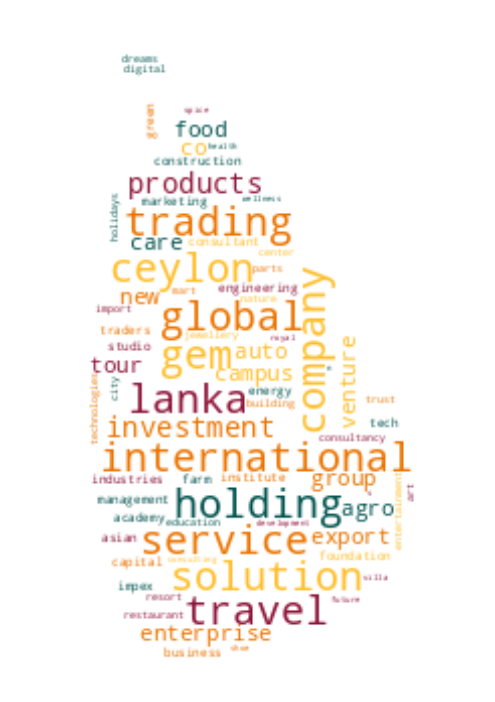 dreams
digital
green
spice
food
co health
construction
products
holidays
marketing wellness
trading
care consultant
center
ceylon parts
engineering
new mart nature
company
import global
traders jewellery royal
studio gem auto venture
tour campus
technologies city energy
lanka building trust
investment tech
consultancy
international
industries farm institute group art
management holding agro entertainment
academy education development
asian service export
capital consulting foundation
impex solution villa
resort future
restaurant travel
enterprise
business shoe